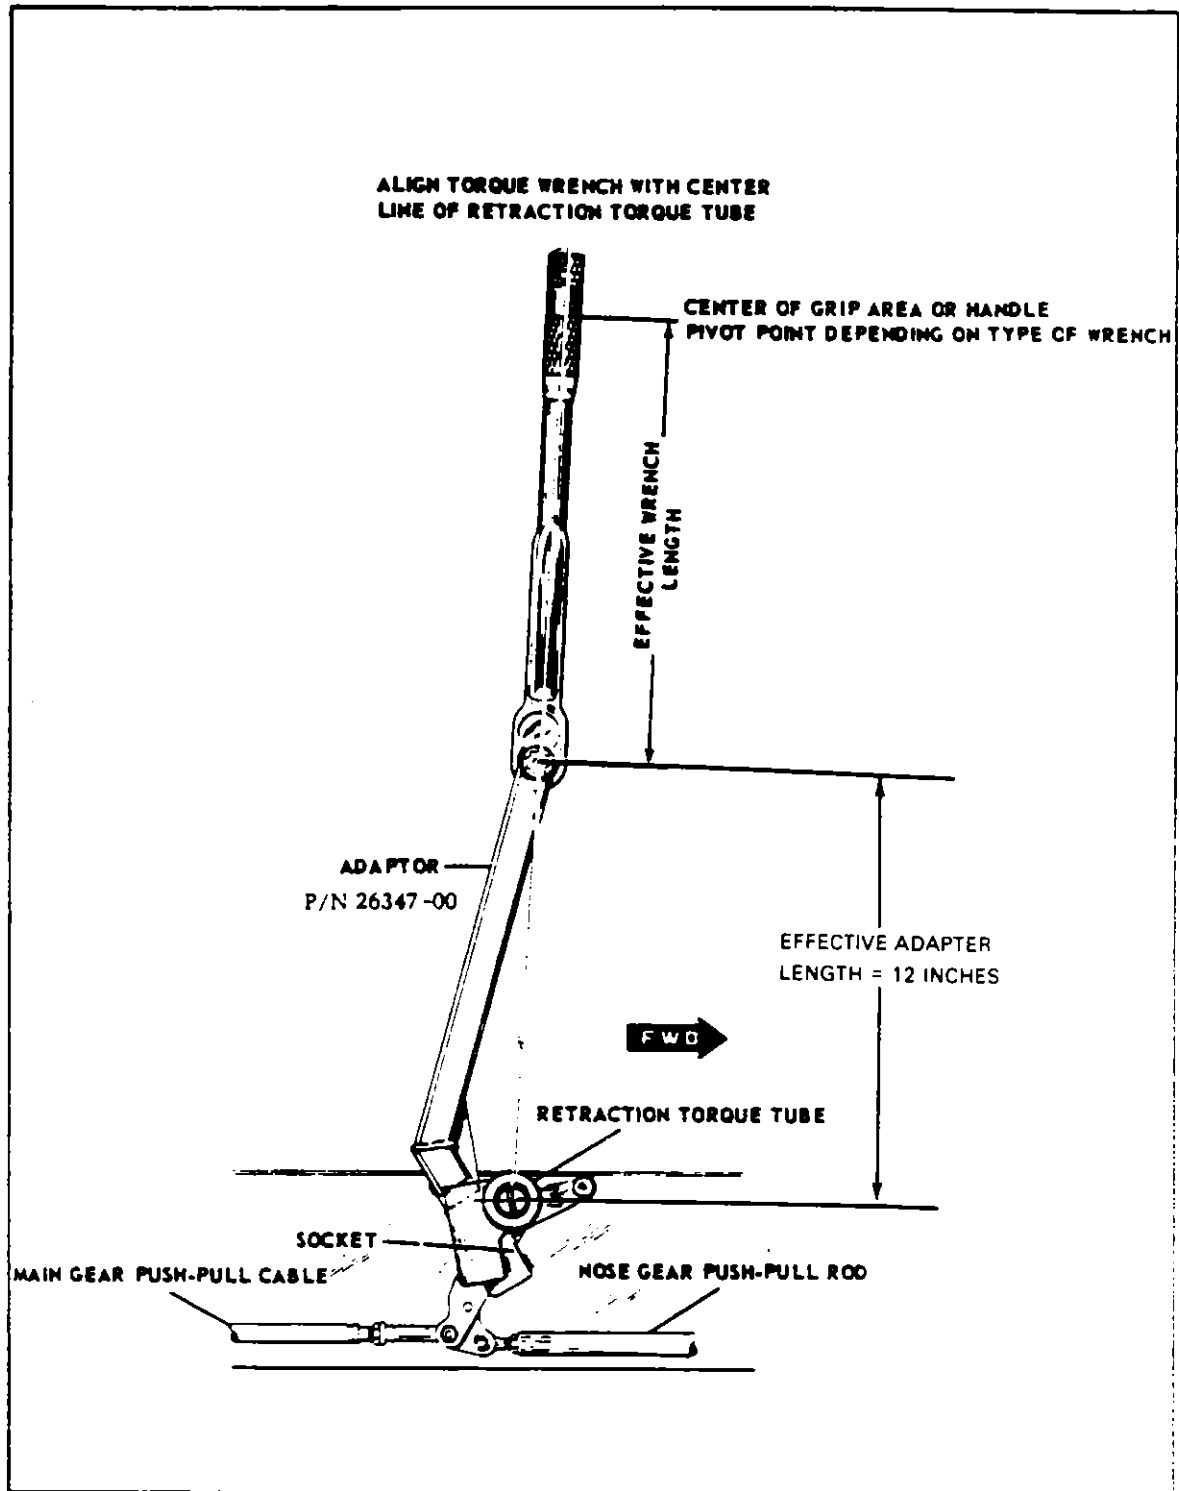 ALIGN TORQUE WRENCH WITH CENTER
LINE OF RETRACTION TORQUE TUBE
CENTER OF GRIP AREA OR HANDLE
PIVOT POINT DEPENDING ON TYPE OF WRENCH
EFFECTIVE WRENCH
LENGTH
ADAPTOR
P/N 26347-00
EFFECTIVE ADAPTER
LENGTH = 12 INCHES
FWD
RETRACTION TORQUE TUBE
SOCKET
MAIN GEAR PUSH-PULL CABLE
NOSE GEAR PUSH-PULL ROD